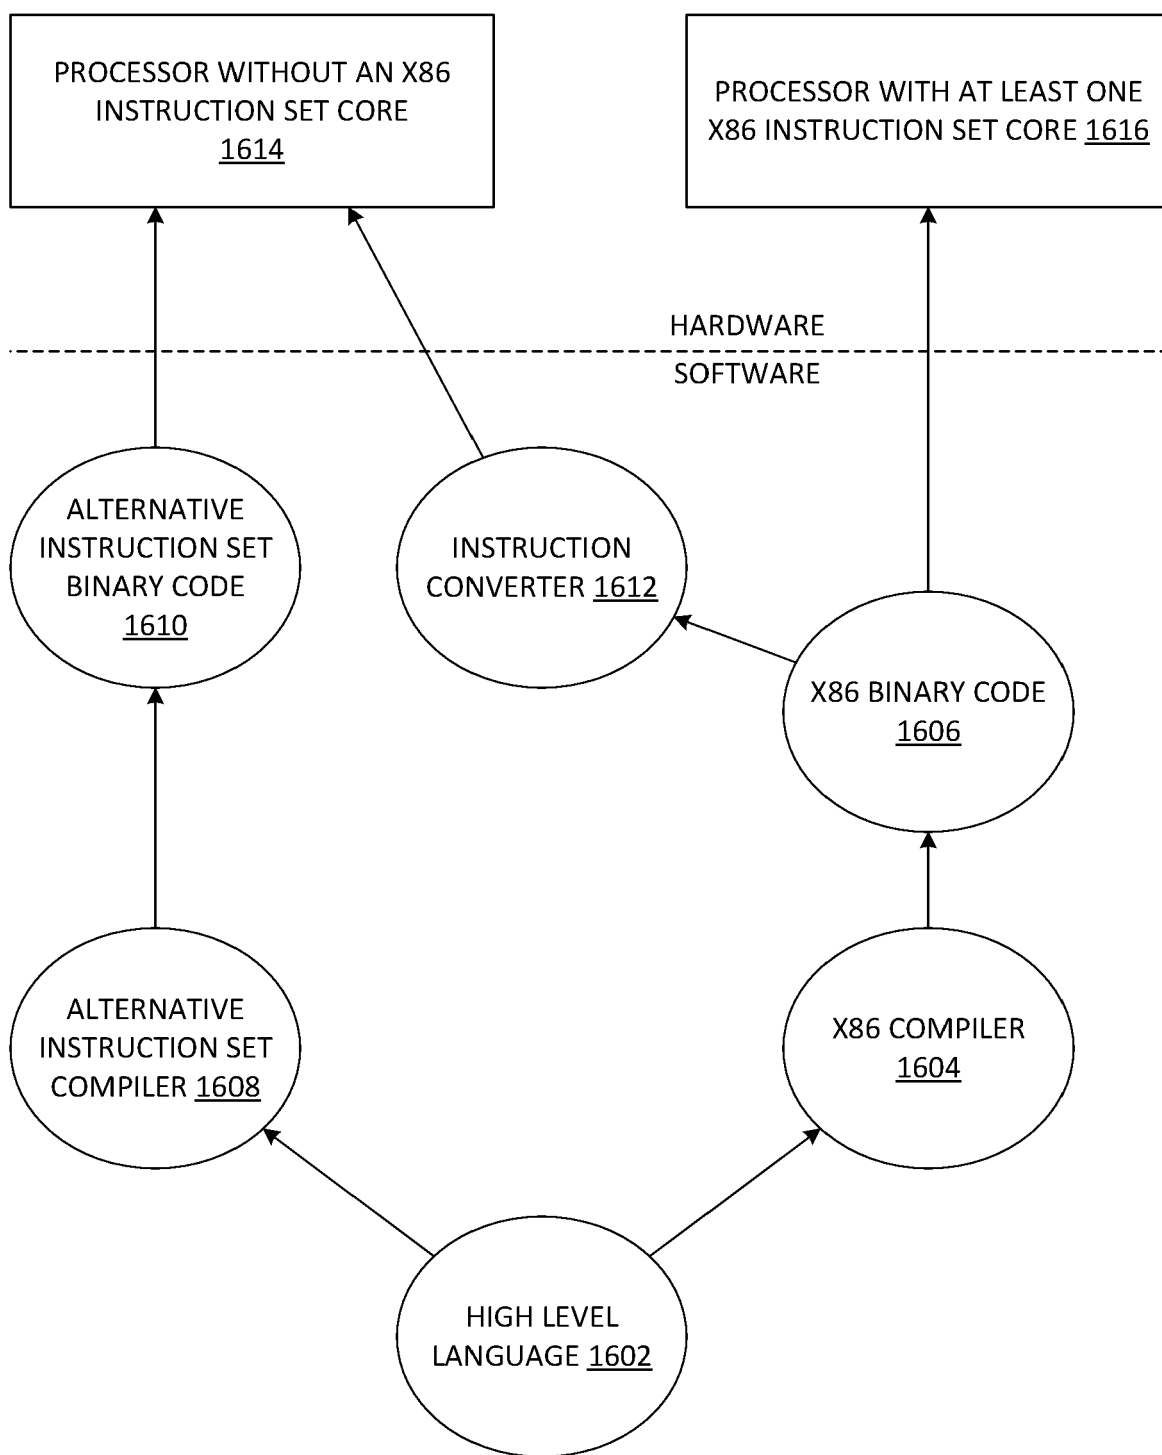 PROCESSOR WITHOUT AN X86
INSTRUCTION SET CORE
1614
PROCESSOR WITH AT LEAST ONE
X86 INSTRUCTION SET CORE 1616
HARDWARE
SOFTWARE
ALTERNATIVE
INSTRUCTION SET
BINARY CODE
1610
INSTRUCTION
CONVERTER 1612
X86 BINARY CODE
1606
ALTERNATIVE
INSTRUCTION SET
COMPILER 1608
X86 COMPILER
1604
HIGH LEVEL
LANGUAGE 1602